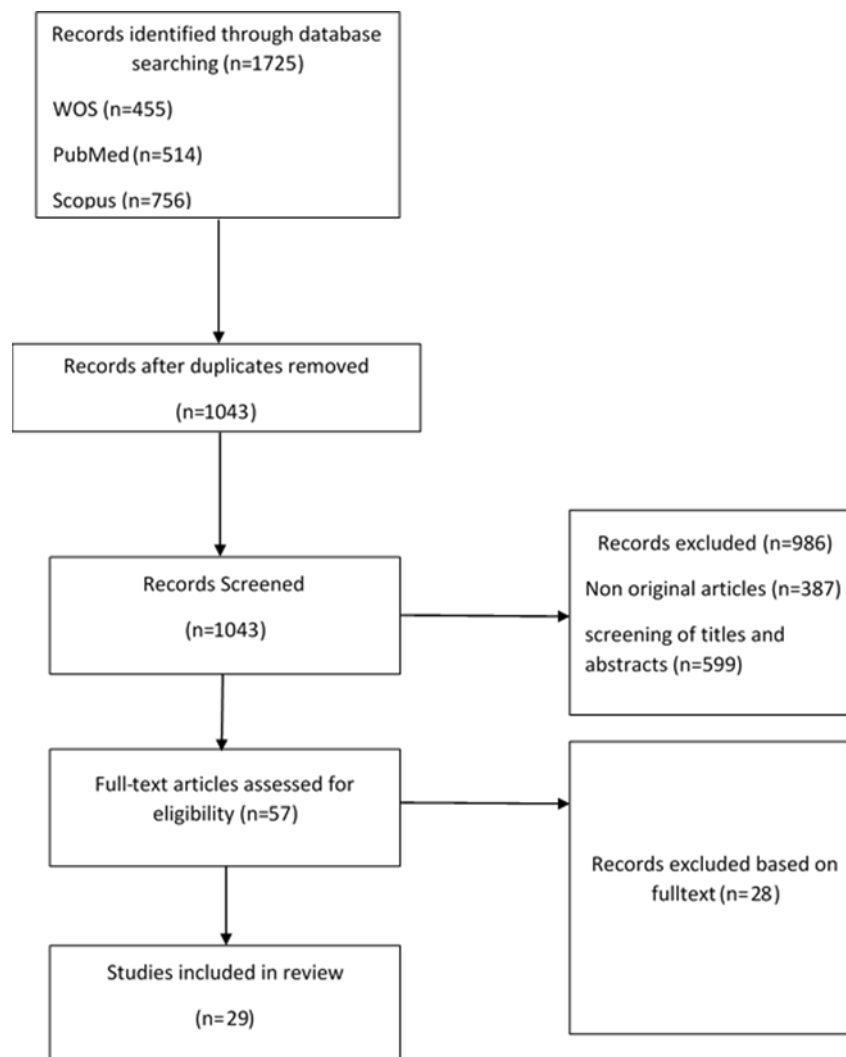 Records identified through database
searching (n=1725)
WOS (n=455)
PubMed (n=514)
Scopus (n=756)
Records after duplicates removed
(n=1043)
Records Screened
(n=1043)
Records excluded (n=986)
Non original articles (n=387)
screening of titles and
abstracts (n=599)
Full-text articles assessed for
eligibility (n=57)
Records excluded based on
fulltext (n=28)
Studies included in review
(n=29)